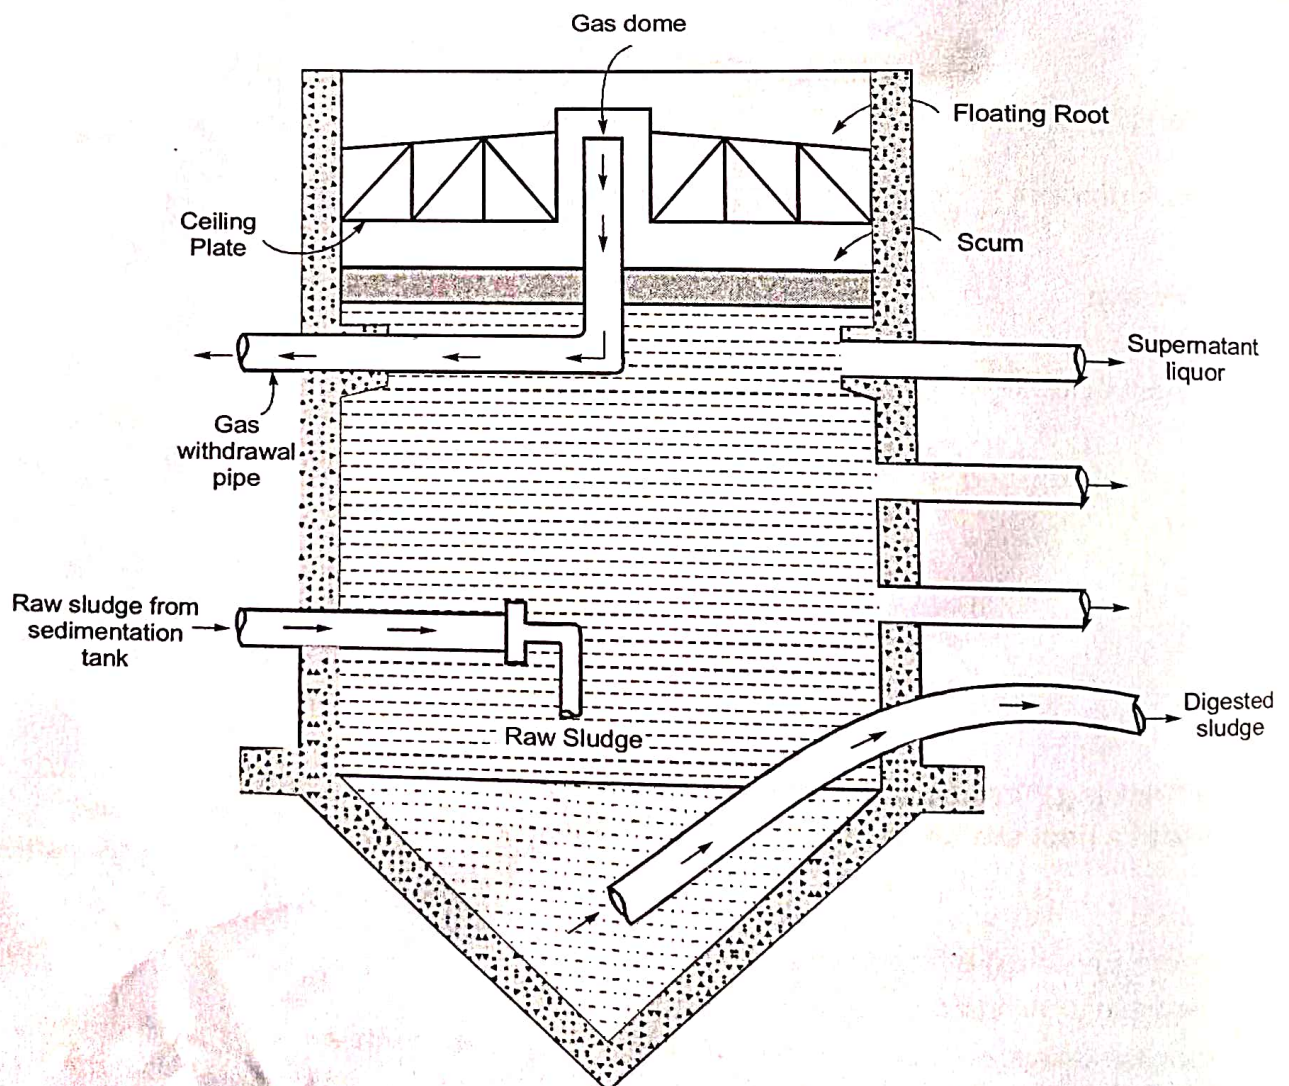 Gas dome
Floating Root
Ceiling
Plate
Scum
Supernatant
liquor
Gas
withdrawal
pipe
Raw sludge from
sedimentation
tank
Raw Sludge
Digested
sludge